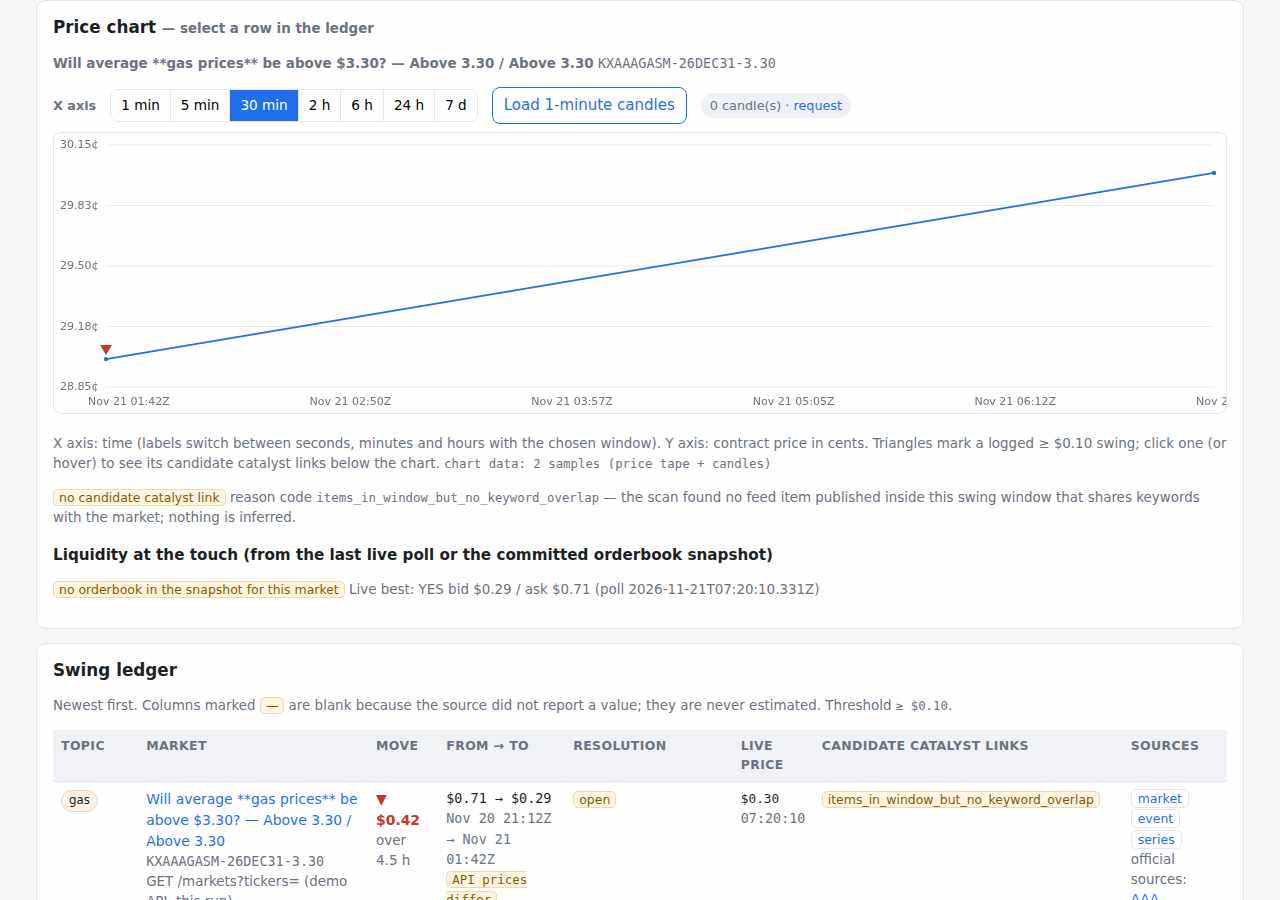 Price chart — select a row in the ledger
Will average **gas prices** be above $3.30? — Above 3.30 / Above 3.30 KXAAAGASM-26DEC31-3.30
X axis 1 min 5 min 30 min 2 h 6 h 24 h 7 d Load 1-minute candles 0 candle(s) · request
30.15¢
29.83¢
29.50¢
29.18¢
28.85¢
Nov 21 01:42Z Nov 21 02:50Z Nov 21 03:57Z Nov 21 05:05Z Nov 21 06:12Z Nov 2
X axis: time (labels switch between seconds, minutes and hours with the chosen window). Y axis: contract price in cents. Triangles mark a logged ≥ $0.10 swing; click one (or
hover) to see its candidate catalyst links below the chart. chart data: 2 samples (price tape + candles)
no candidate catalyst link reason code items_in_window_but_no_keyword_overlap — the scan found no feed item published inside this swing window that shares keywords
with the market; nothing is inferred.
Liquidity at the touch (from the last live poll or the committed orderbook snapshot)
no orderbook in the snapshot for this market Live best: YES bid $0.29 / ask $0.71 (poll 2026-11-21T07:20:10.331Z)
Swing ledger
Newest first. Columns marked — are blank because the source did not report a value; they are never estimated. Threshold ≥ $0.10.
TOPIC MARKET MOVE FROM → TO RESOLUTION LIVE PRICE CANDIDATE CATALYST LINKS SOURCES
gas
Will average **gas prices** be
above $3.30? — Above 3.30 /
Above 3.30
KXAAAGASM-26DEC31-3.30
GET /markets?tickers= (demo
API, this run)
▼
$0.42
over
4.5 h
$0.71 → $0.29
Nov 20 21:12Z
→ Nov 21
01:42Z
API prices
differ
open
$0.30
07:20:10
items_in_window_but_no_keyword_overlap
market
event
series
official
sources:
AAA